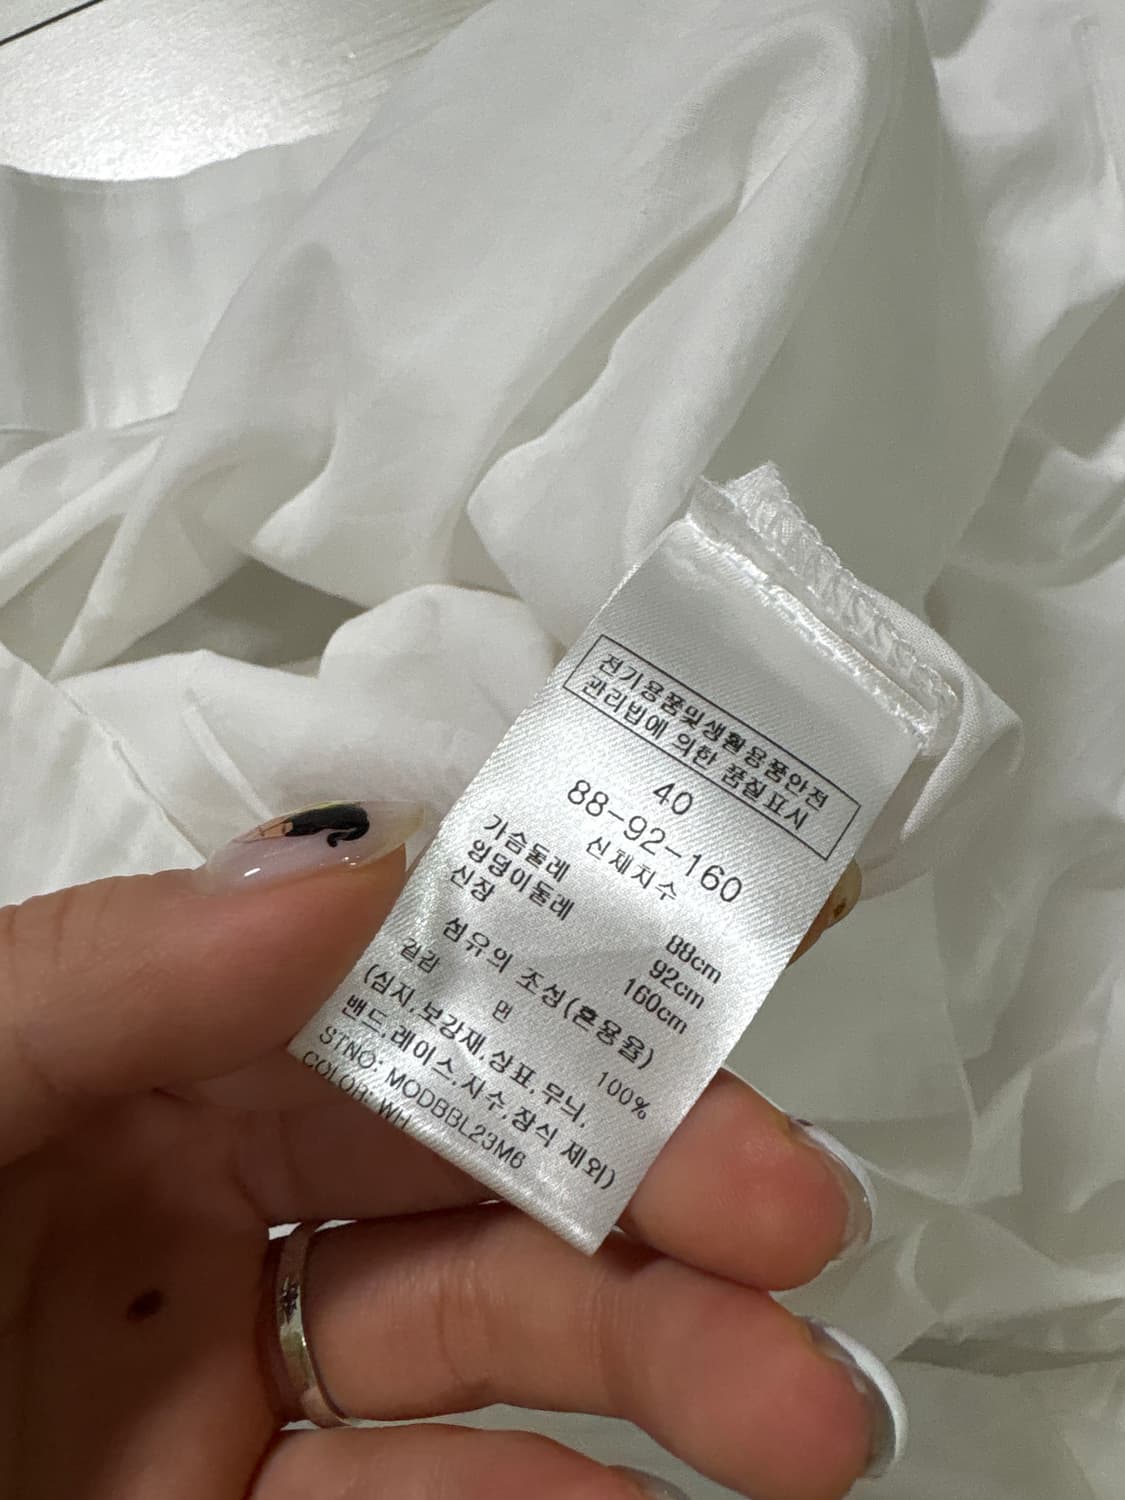 전기용품및생활용품안전
관리법에 의한 품질표시
40
88-92-160
신체치수
가슴둘레 88cm
엉덩이둘레 92cm
신장 160cm
섬유의 조성(혼용율)
겉감 면 100%
(심지,보강재,상표,무늬,
밴드,레이스,자수,장식 제외)
STNO: MODBBL23M6
COLOR: WH